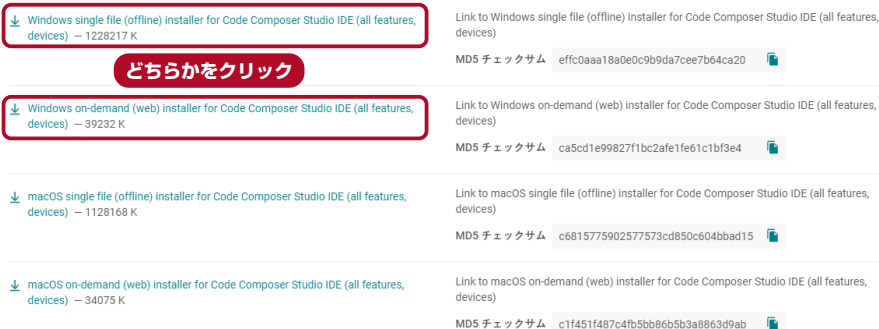 Windows single file (offline) installer for Code Composer Studio IDE (all features,
devices) — 1228217 K
Link to Windows single file (offline) installer for Code Composer Studio IDE (all features,
devices)
MD5 チェックサム effc0aaa18a0e0c9b9da7cee7b64ca20
どちらかをクリック
Windows on-demand (web) installer for Code Composer Studio IDE (all features,
devices) — 39232 K
Link to Windows on-demand (web) installer for Code Composer Studio IDE (all features,
devices)
MD5 チェックサム ca5cd1e99827f1bc2afe1fe61c1bf3e4
macOS single file (offline) installer for Code Composer Studio IDE (all features,
devices) — 1128168 K
Link to macOS single file (offline) installer for Code Composer Studio IDE (all features,
devices)
MD5 チェックサム c6815775902577573cd850c604bbad15
macOS on-demand (web) installer for Code Composer Studio IDE (all features,
devices) — 34075 K
Link to macOS on-demand (web) installer for Code Composer Studio IDE (all features,
devices)
MD5 チェックサム c1f451f487c4fb5bb86b5b3a8863d9ab